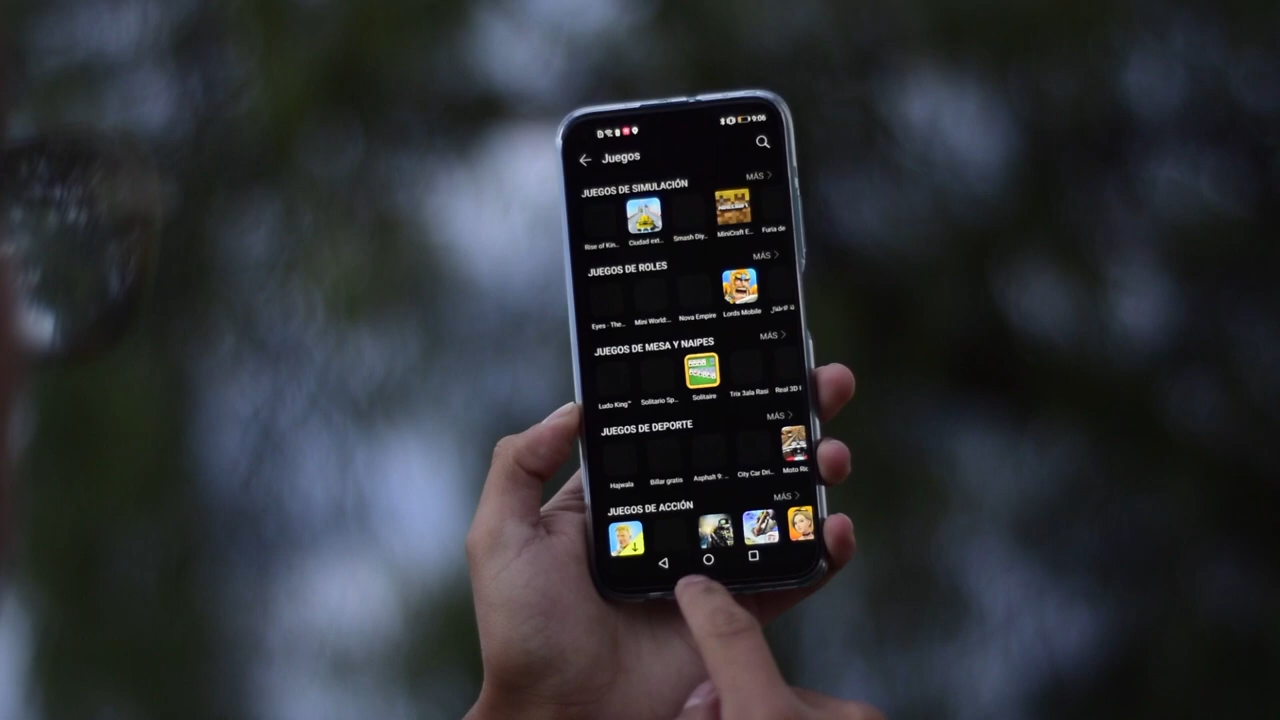 9:06
Juegos
JUEGOS DE SIMULACIÓN MÁS
Rise of Kin.. Ciudad ext.. Smash Diy.. MiniCraft E.. Furia de
JUEGOS DE ROLES MÁS
Eyes - The.. Mini World:.. Nova Empire Lords Mobile
JUEGOS DE MESA Y NAIPES MÁS
Ludo King™ Solitario Sp.. Solitaire Trix 3ala Rasi Real 3D
JUEGOS DE DEPORTE MÁS
Hajwala Billar gratis Asphalt 9: .. City Car Dri.. Moto
JUEGOS DE ACCIÓN MÁS